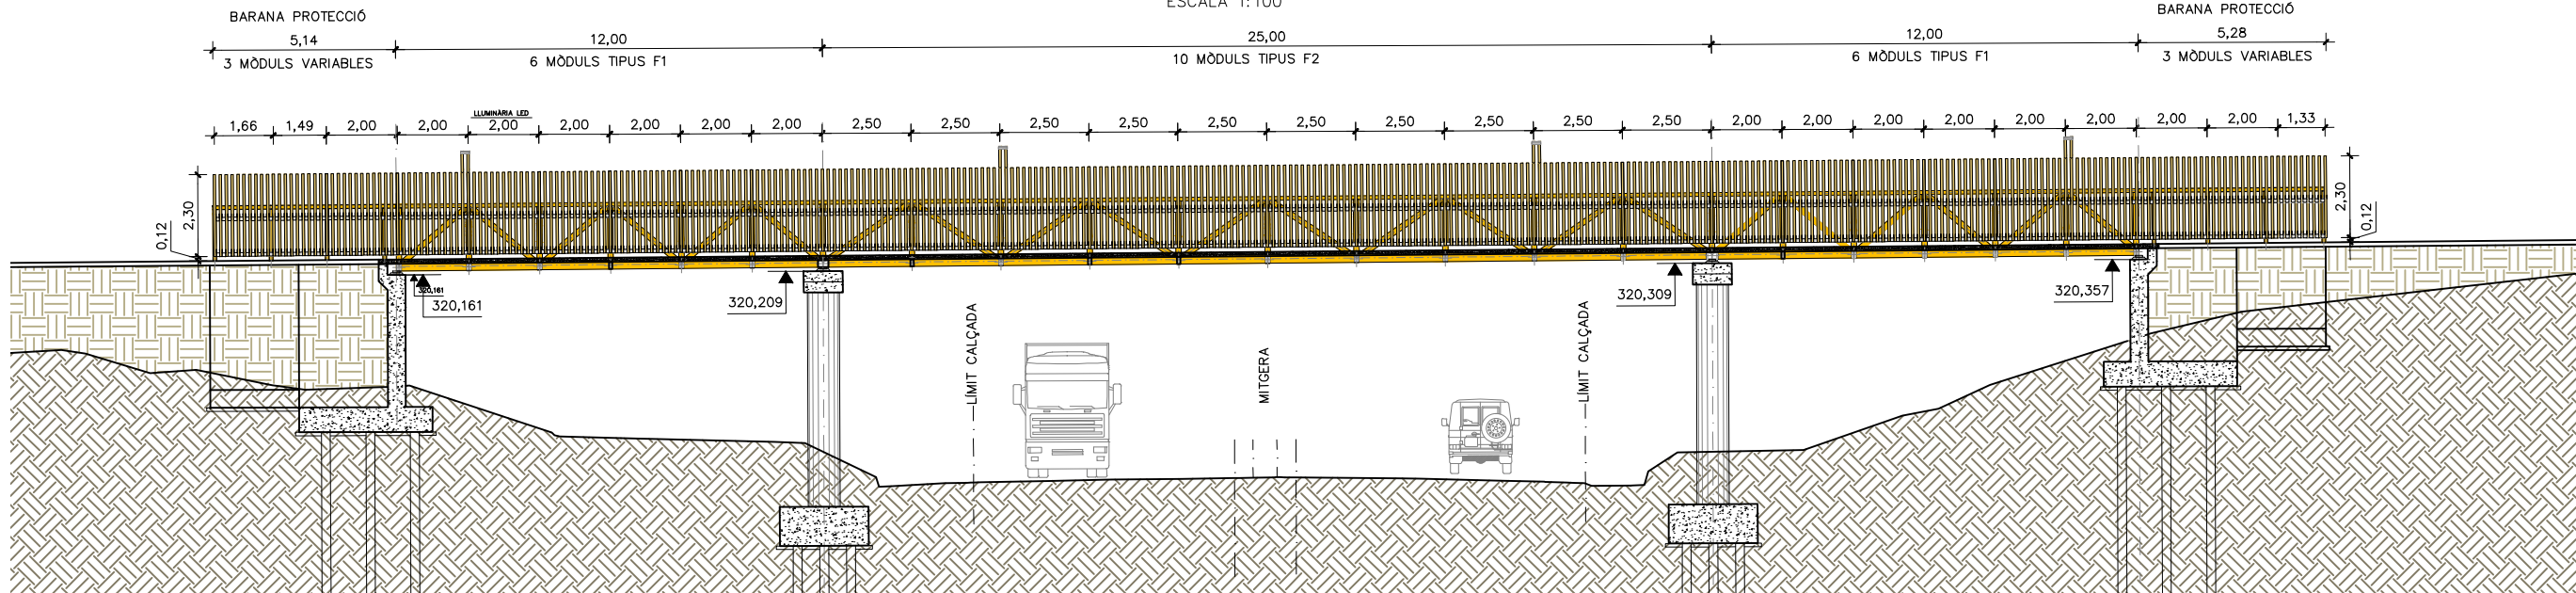 ESCALA 1:100
BARANA PROTECCIÓ
BARANA PROTECCIÓ
5,14
12,00
25,00
12,00
5,28
3 MÒDULS VARIABLES
6 MÒDULS TIPUS F1
10 MÒDULS TIPUS F2
6 MÒDULS TIPUS F1
3 MÒDULS VARIABLES
LLUMINÀRIA LED
1,66 1,49 2,00 2,00 2,00 2,00 2,00 2,00 2,00 2,50 2,50 2,50 2,50 2,50 2,50 2,50 2,50 2,50 2,50 2,00 2,00 2,00 2,00 2,00 2,00 2,00 2,00 1,33
2,30
0,12
2,30
0,12
320,161
320,161
320,209
320,309
320,357
LÍMIT CALÇADA
MITGERA
LÍMIT CALÇADA